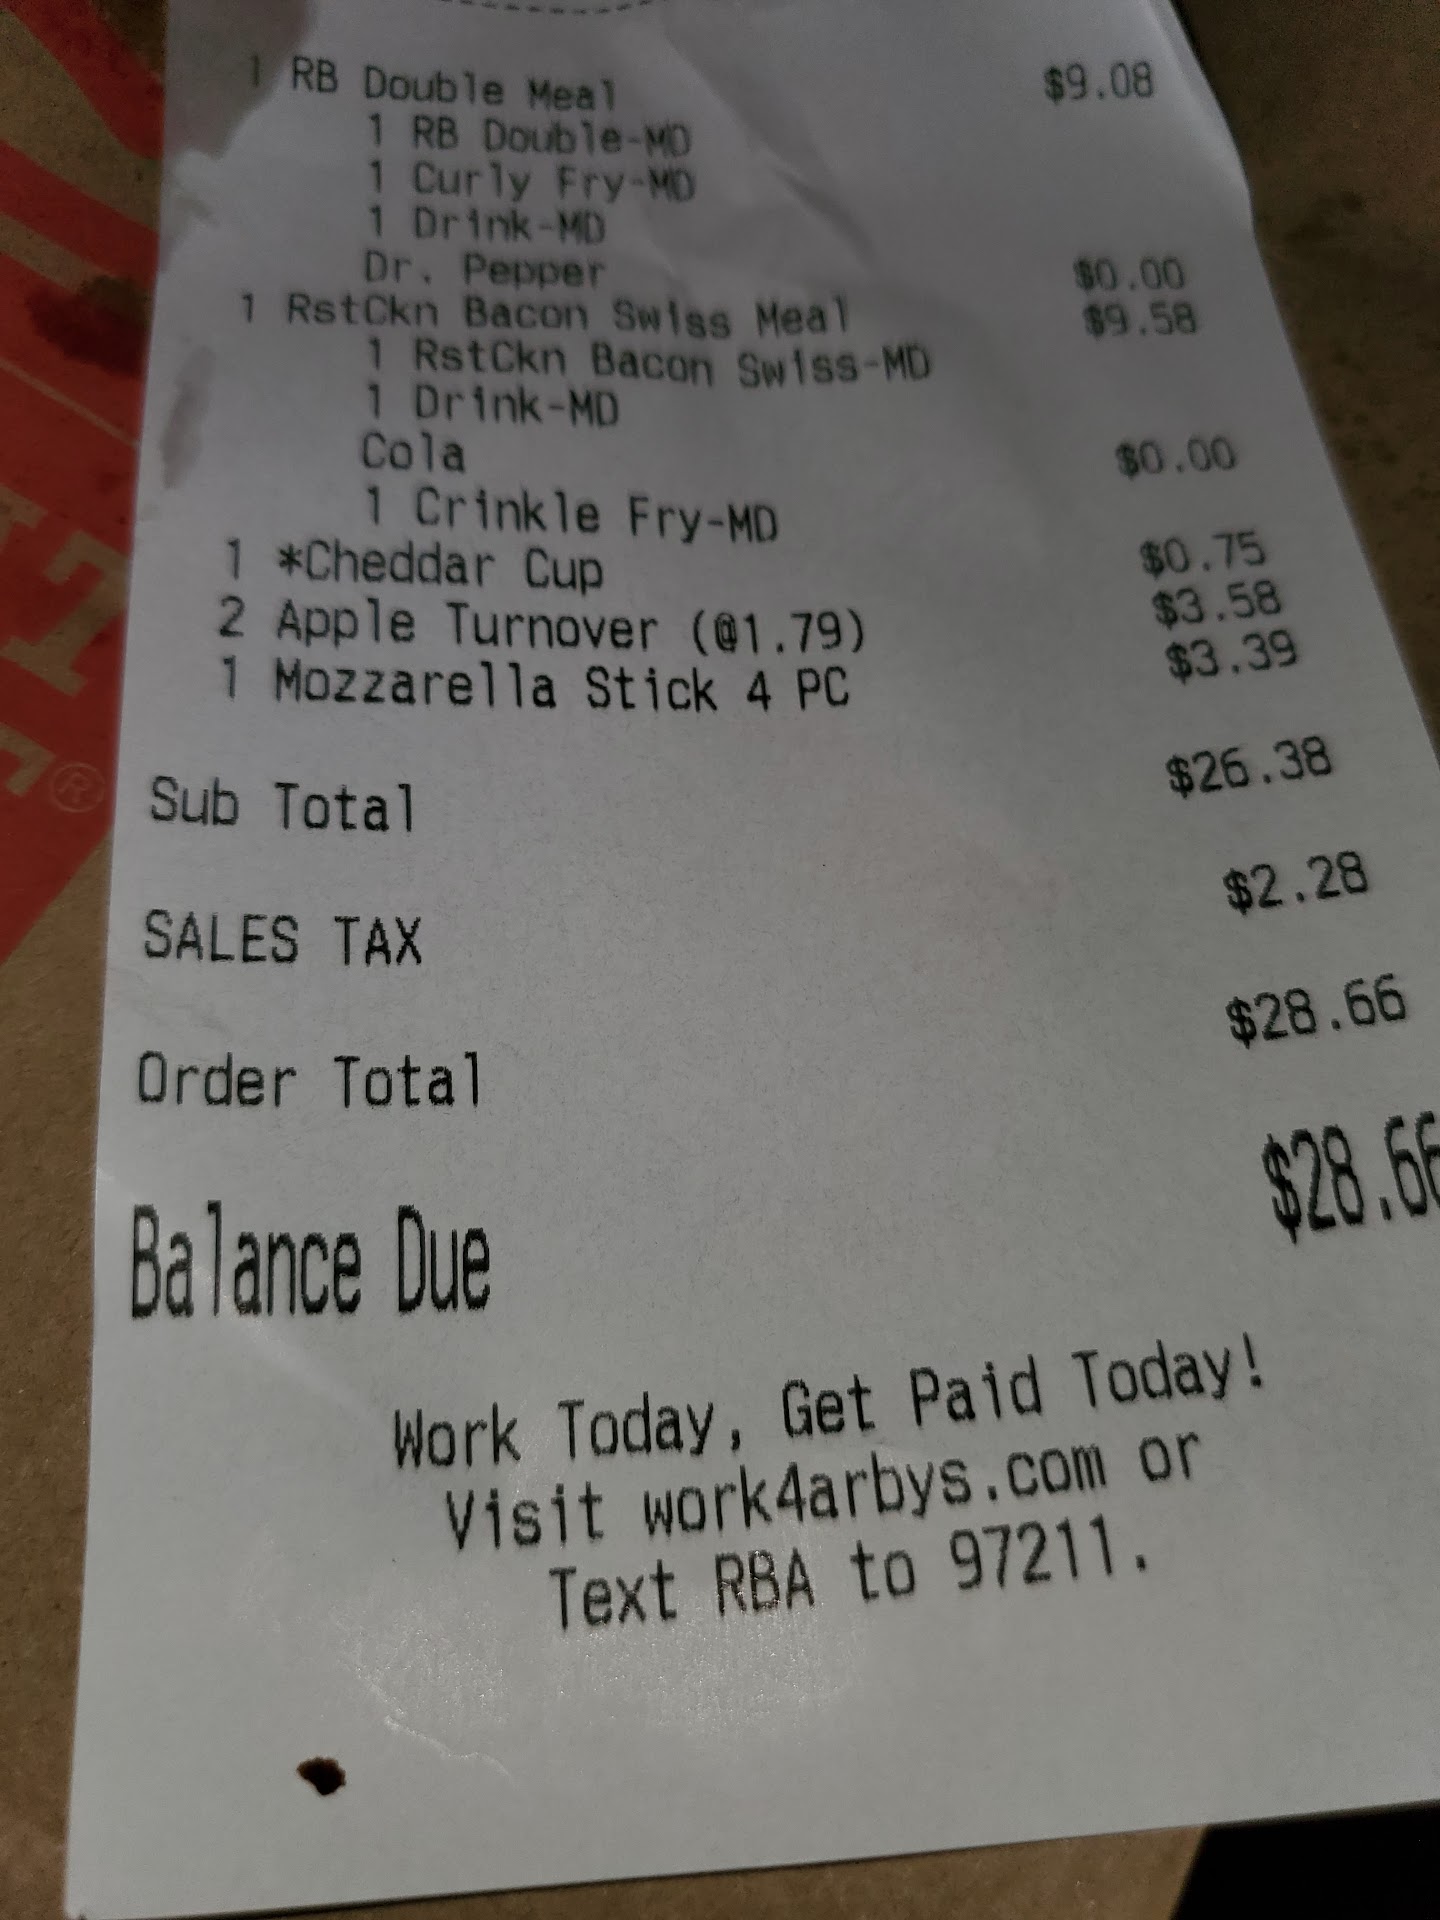 1 RB Double Meal $9.08
1 RB Double-MD
1 Curly Fry-MD
1 Drink-MD
Dr. Pepper $0.00
1 RstCkn Bacon Swiss Meal $9.58
1 RstCkn Bacon Swiss-MD
1 Drink-MD
Cola $0.00
1 Crinkle Fry-MD
1 *Cheddar Cup $0.75
2 Apple Turnover (@1.79) $3.58
1 Mozzarella Stick 4 PC $3.39
Sub Total $26.38
SALES TAX $2.28
Order Total $28.66
Balance Due $28.66
Work Today, Get Paid Today!
Visit work4arbys.com or
Text RBA to 97211.